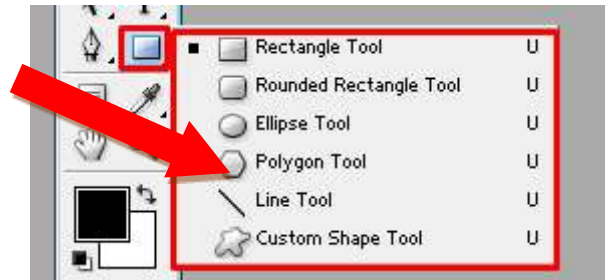 T.
Rectangle Tool U
Rounded Rectangle Tool U
Ellipse Tool U
Polygon Tool U
Line Tool U
Custom Shape Tool U